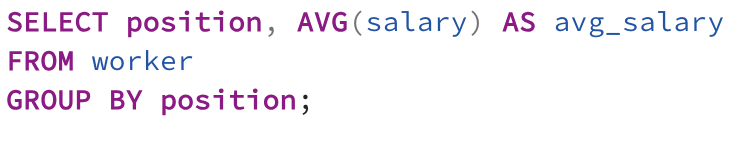 SELECT position, AVG(salary) AS avg_salary
FROM worker
GROUP BY position;